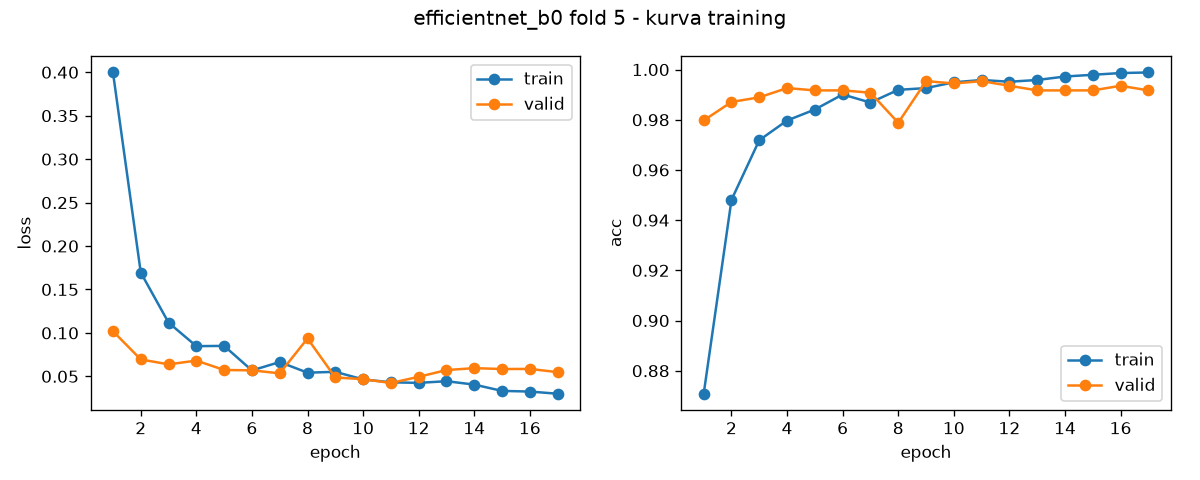 efficientnet_b0 fold 5 - kurva training
0.40
0.35
0.30
0.25
0.20
0.15
0.10
0.05
loss
train
valid
2 4 6 8 10 12 14 16
epoch
1.00
0.98
0.96
0.94
0.92
0.90
0.88
acc
train
valid
2 4 6 8 10 12 14 16
epoch